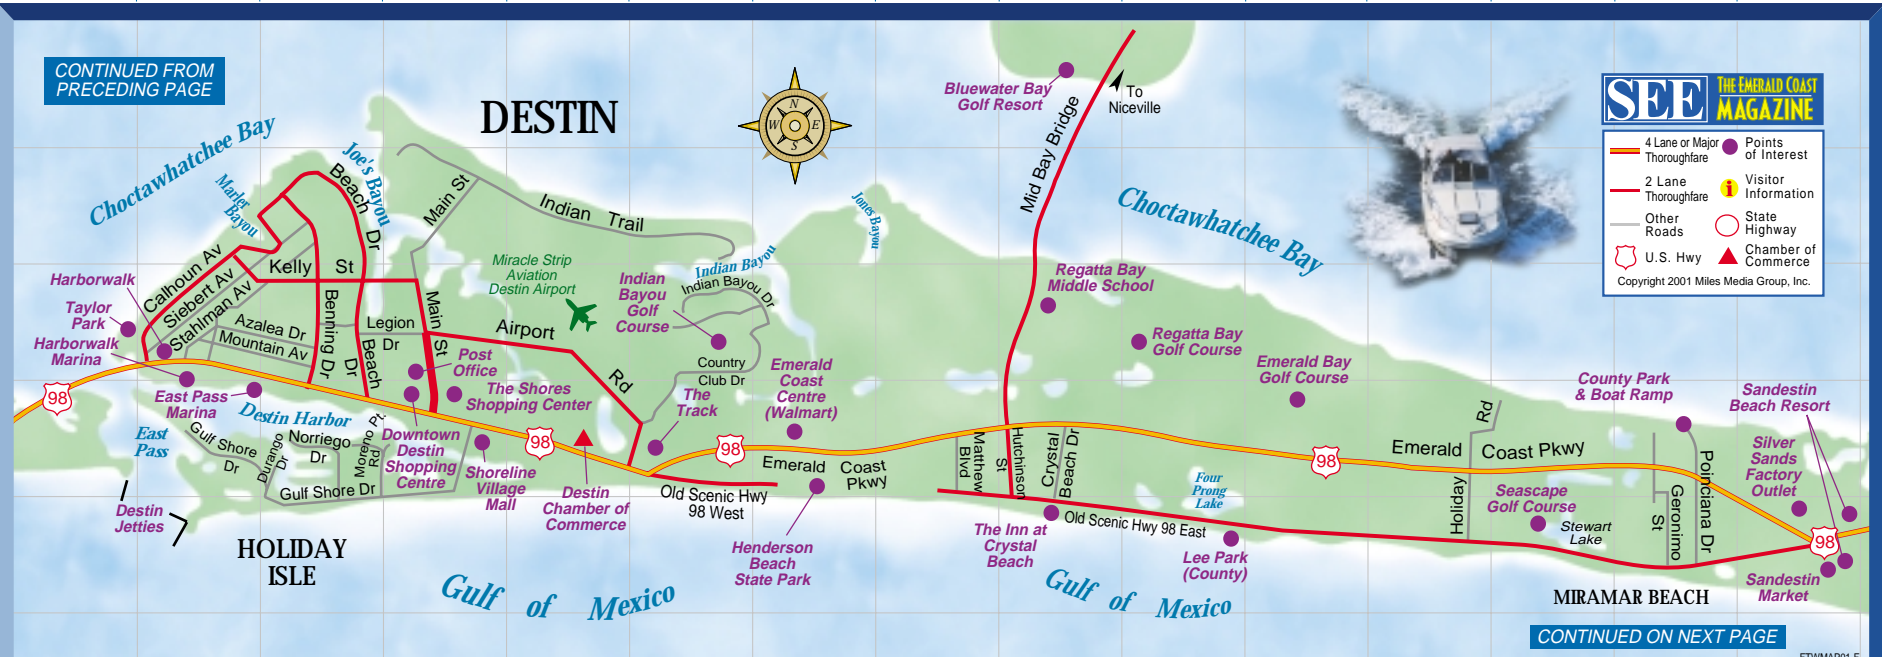 CONTINUED FROM
PRECEDING PAGE
DESTIN
N
W
E
S
Bluewater Bay
Golf Resort
To
Niceville
Mid Bay Bridge
SEE
THE EMERALD COAST
MAGAZINE
4 Lane or Major
Thoroughfare
Points
of Interest
2 Lane
Thoroughfare
i
Visitor
Information
Other
Roads
State
Highway
U.S. Hwy
Chamber of
Commerce
Copyright 2001 Miles Media Group, Inc.
Choctawhatchee Bay
Marler
Bayou
Joe's Bayou
Beach Dr
Main St
Indian Trail
Jones Bayou
Choctawhatchee Bay
Calhoun Av
Siebert Av
Stahlman Av
Kelly St
Harborwalk
Taylor
Park
Harborwalk
Marina
Azalea Dr
Mountain Av
Benning Dr
Legion
Dr
Beach
Dr
Main St
Miracle Strip
Aviation
Destin Airport
Airport Rd
Indian
Bayou
Golf
Course
Indian Bayou
Indian Bayou Dr
Country
Club Dr
Post
Office
The Shores
Shopping Center
The
Track
Emerald
Coast
Centre
(Walmart)
Regatta Bay
Middle School
Regatta Bay
Golf Course
Emerald Bay
Golf Course
County Park
& Boat Ramp
Sandestin
Beach Resort
98
East Pass
Marina
Destin Harbor
East
Pass
Gulf Shore
Dr
Durango
Dr
Norriego
Dr
Moreno Pt.
Rd
Gulf Shore Dr
Downtown
Destin
Shopping
Centre
Shoreline
Village
Mall
98
Destin
Chamber of
Commerce
98
Emerald Coast
Pkwy
Old Scenic Hwy
98 West
Henderson
Beach
State Park
Matthew
Blvd
Hutchinson
St
Crystal
Beach Dr
The Inn at
Crystal
Beach
Old Scenic Hwy 98 East
Four
Prong
Lake
Lee Park
(County)
98
Emerald Coast Pkwy
Holiday Rd
Seascape
Golf Course
Stewart
Lake
Geronimo
St
Poinciana Dr
Silver
Sands
Factory
Outlet
98
Sandestin
Market
Destin
Jetties
HOLIDAY
ISLE
Gulf of Mexico
Gulf of Mexico
MIRAMAR BEACH
CONTINUED ON NEXT PAGE